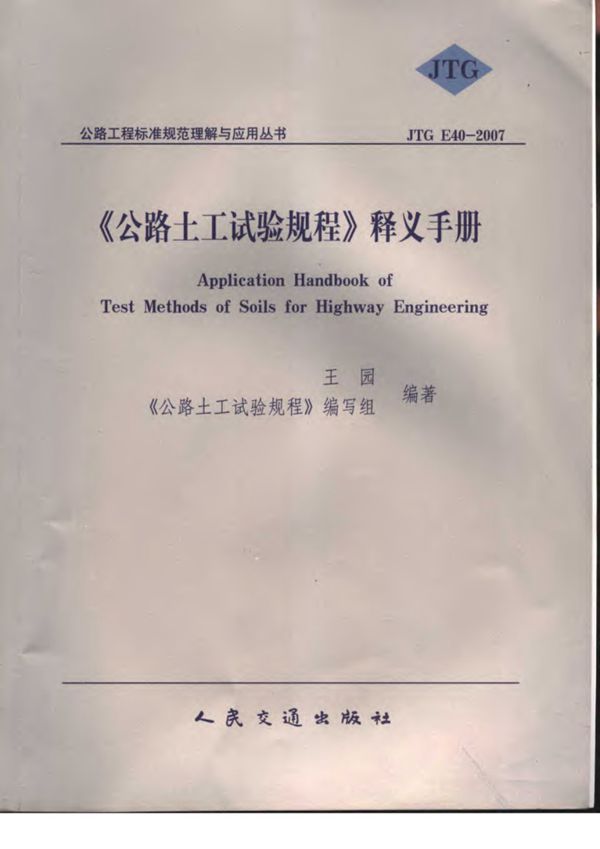 JTG
公路工程标准规范理解与应用丛书 JTG E40-2007
《公路土工试验规程》释义手册
Application Handbook of
Test Methods of Soils for Highway Engineering
王 园
《公路土工试验规程》编写组 编著
人民交通出版社